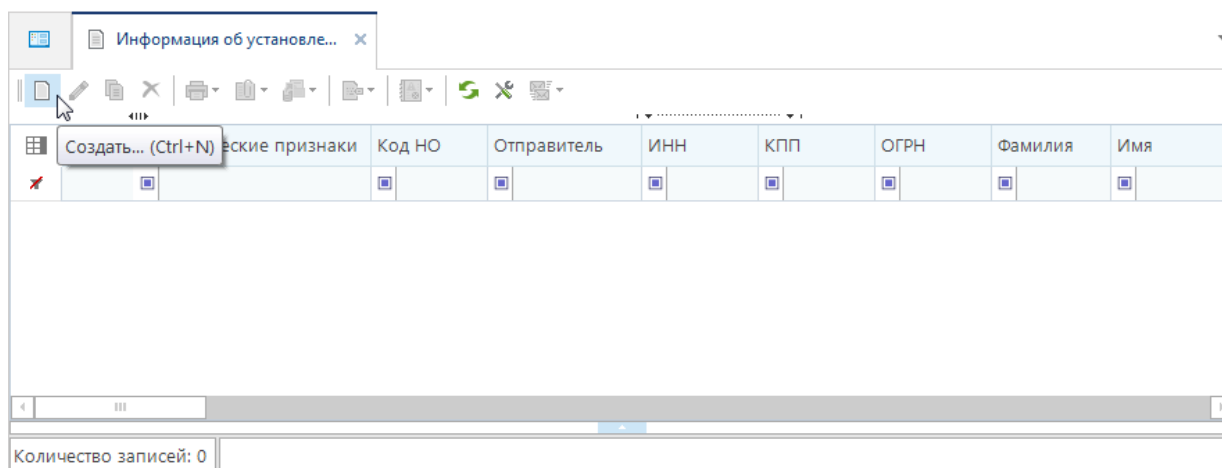 Информация об установле...
Создать... (Ctrl+N)
еские признаки Код НО Отправитель ИНН КПП ОГРН Фамилия Имя
Количество записей: 0